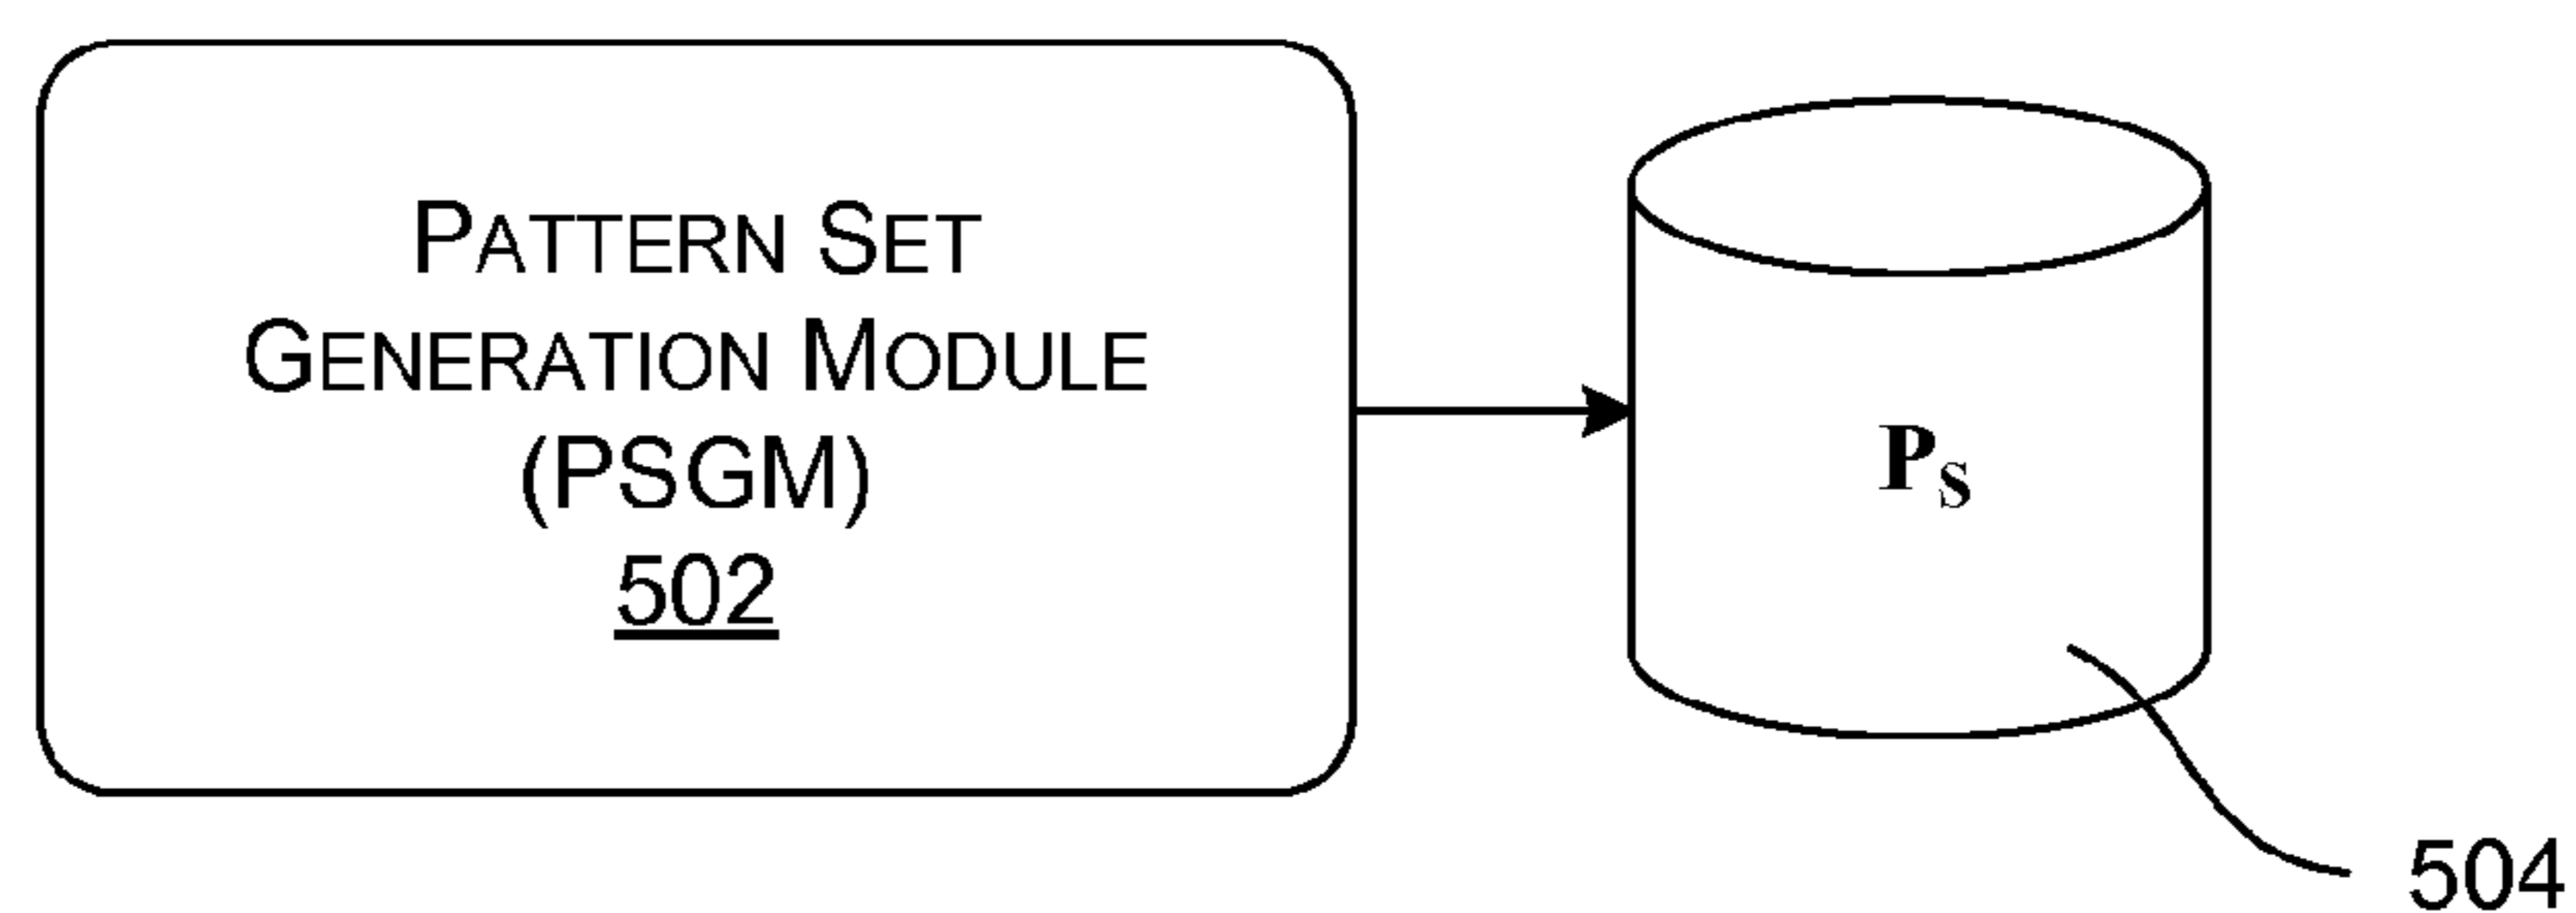 PATTERN SET
GENERATION MODULE
(PSGM)
502
PS
504